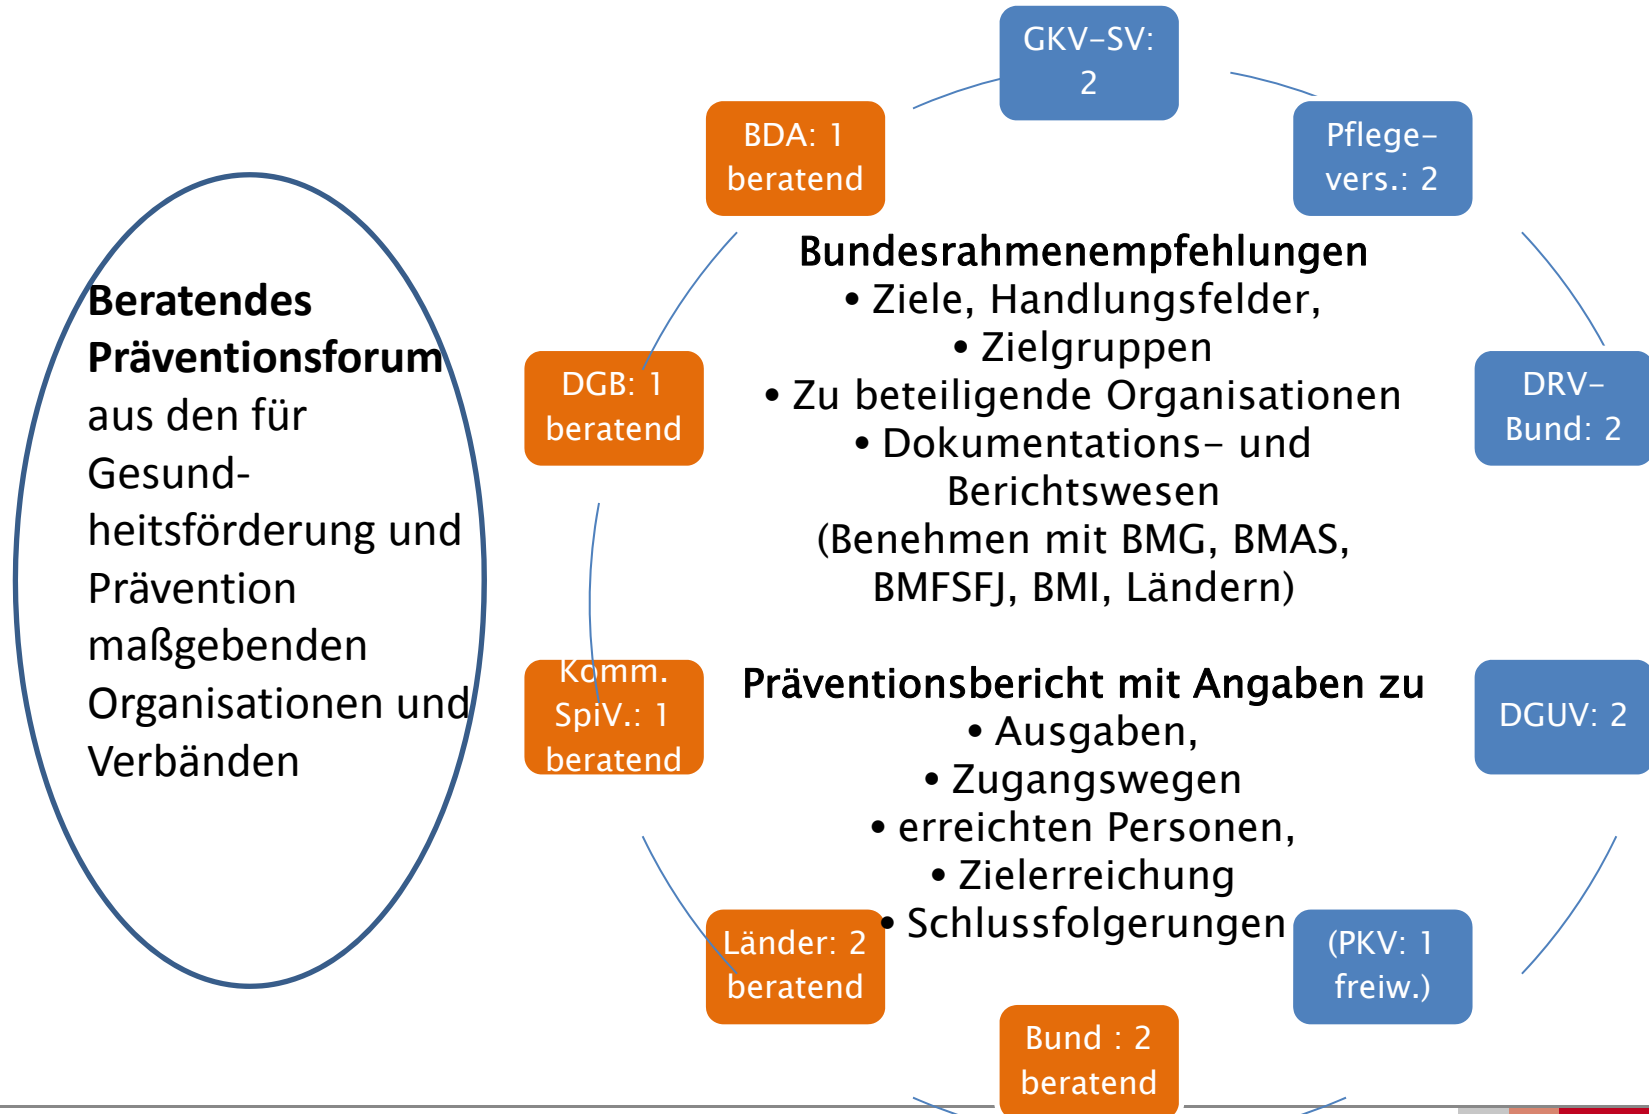 GKV-SV:
2
Pflege-
vers.: 2
DRV-
Bund: 2
DGUV: 2
(PKV: 1
freiw.)
Bund : 2
beratend
Länder: 2
beratend
Komm.
SpiV.: 1
beratend
DGB: 1
beratend
BDA: 1
beratend
Beratendes
Präventionsforum
aus den für
Gesund-
heitsförderung und
Prävention
maßgebenden
Organisationen und
Verbänden
Bundesrahmenempfehlungen
• Ziele, Handlungsfelder,
• Zielgruppen
• Zu beteiligende Organisationen
• Dokumentations- und
Berichtswesen
(Benehmen mit BMG, BMAS,
BMFSFJ, BMI, Ländern)
Präventionsbericht mit Angaben zu
• Ausgaben,
• Zugangswegen
• erreichten Personen,
• Zielerreichung
• Schlussfolgerungen